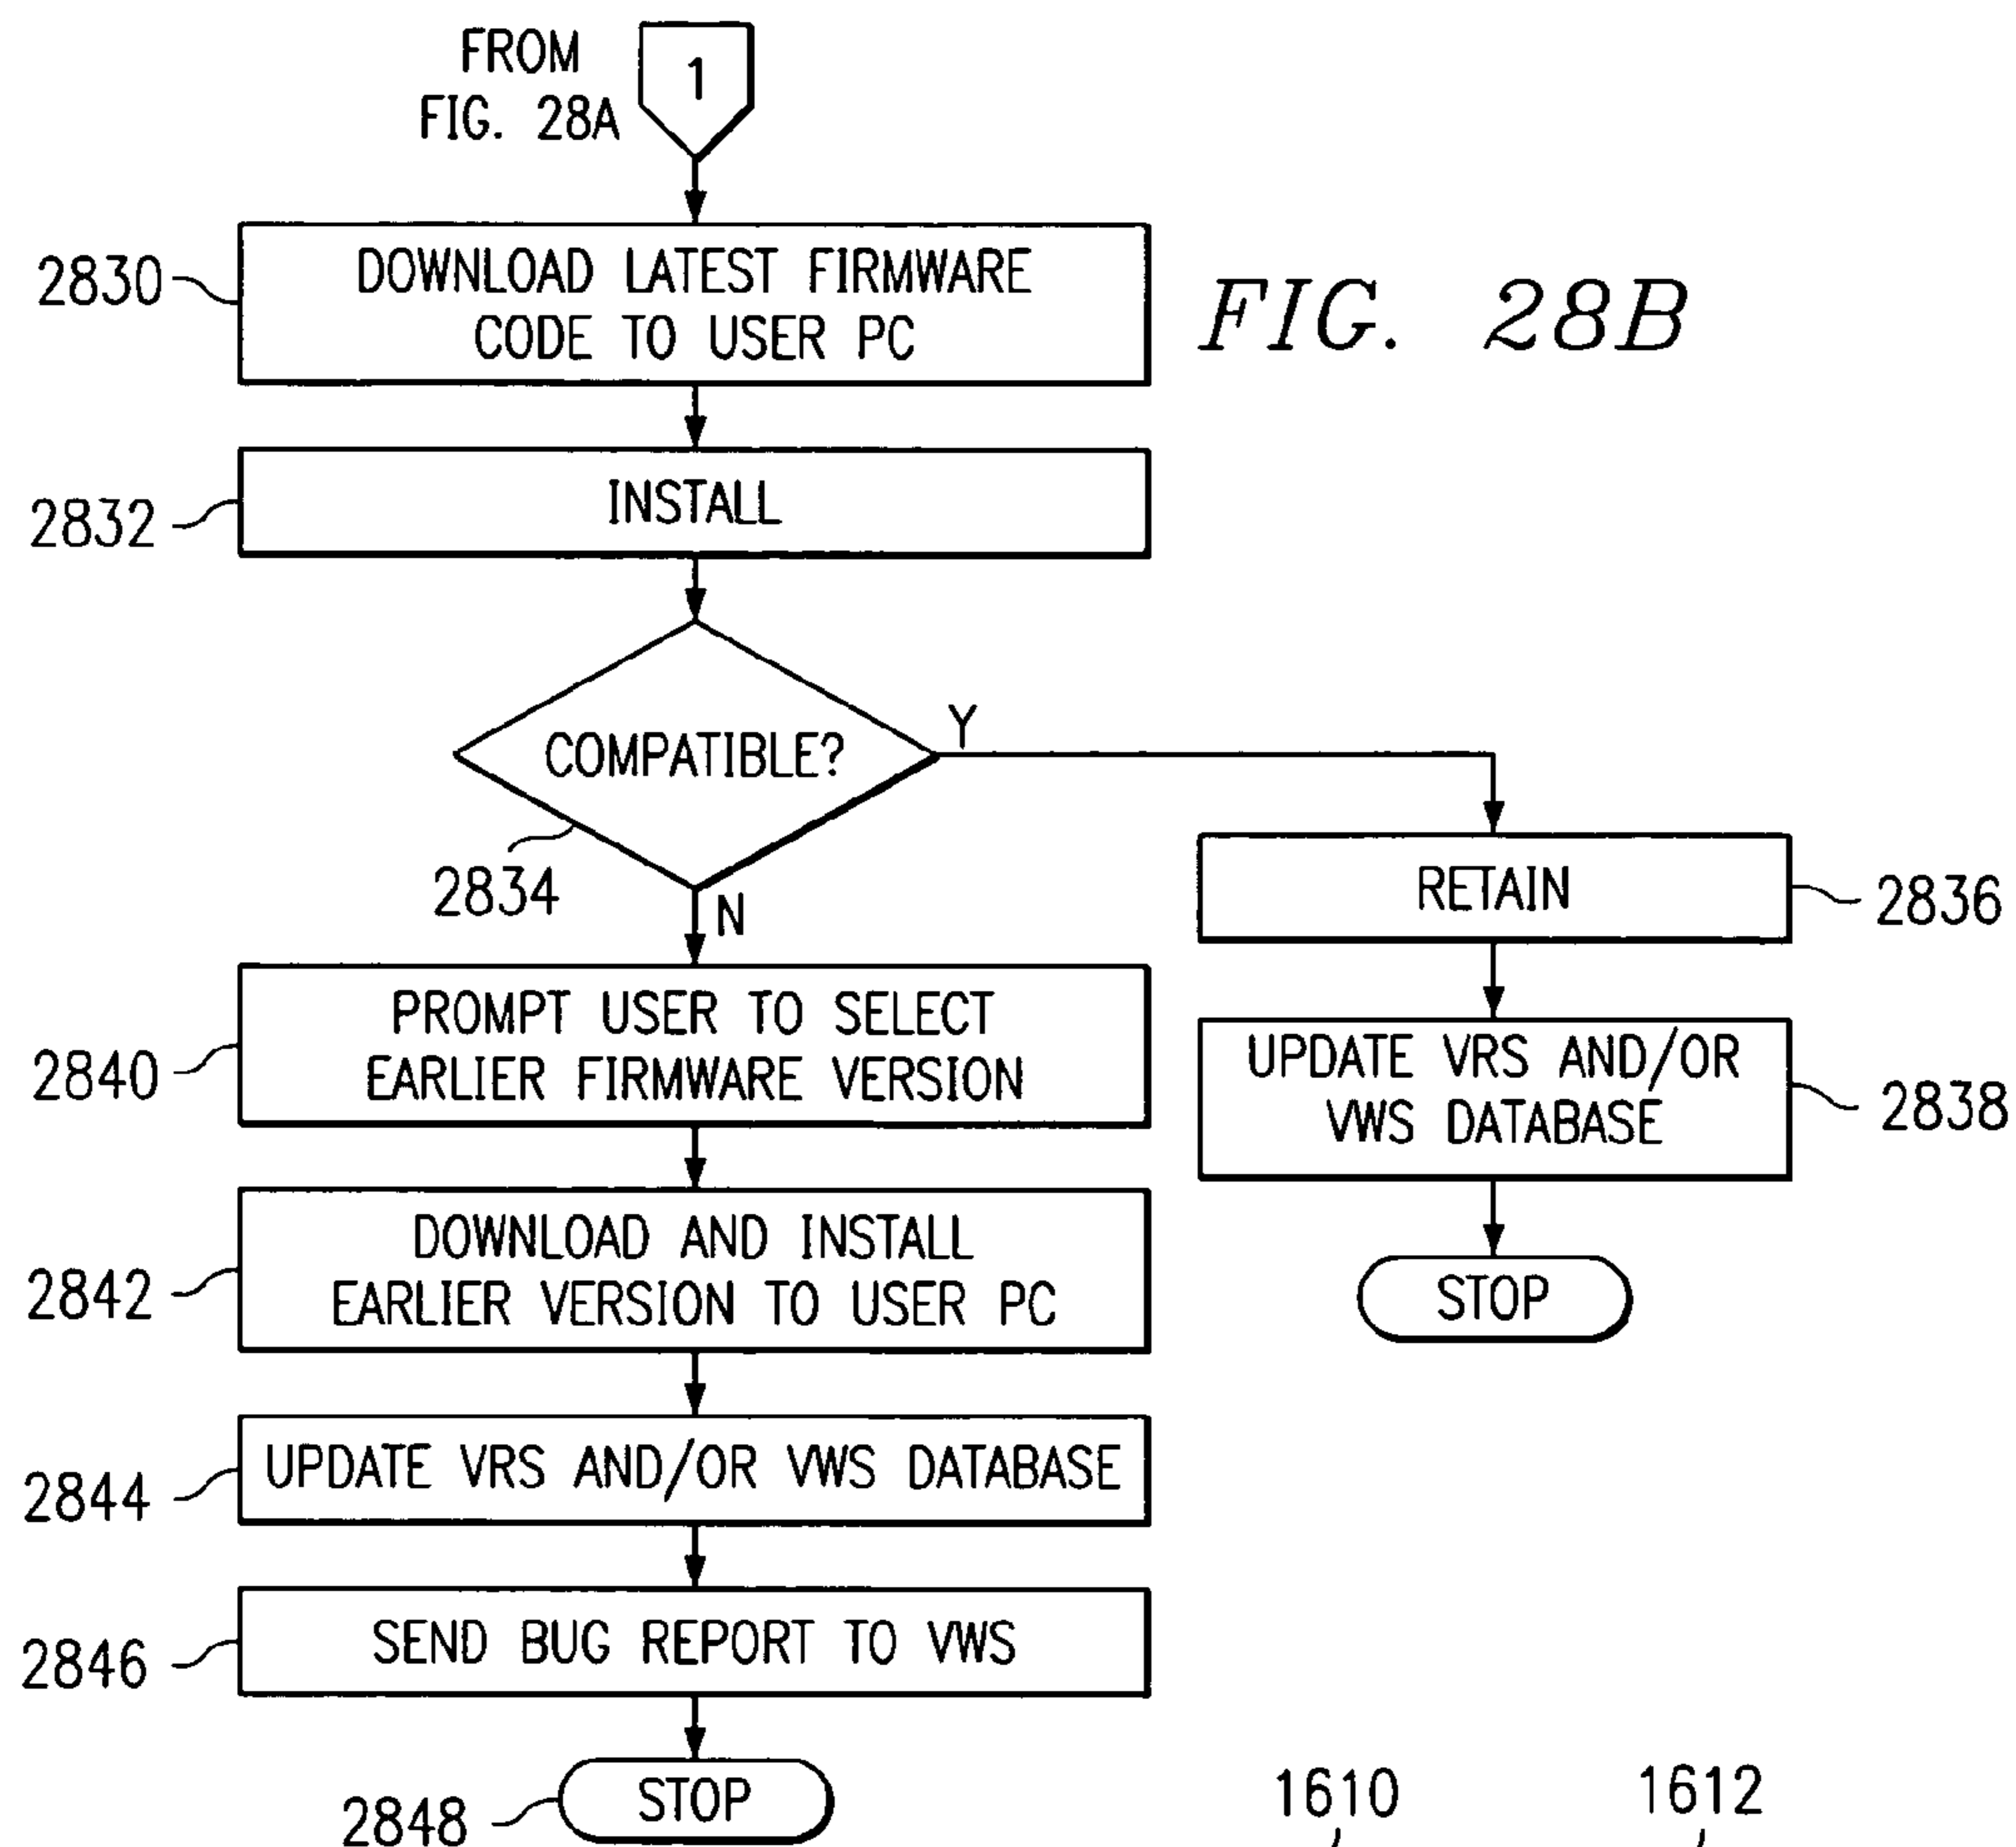 FROM
FIG. 28A
1
2830
DOWNLOAD LATEST FIRMWARE
CODE TO USER PC
FIG. 28B
2832
INSTALL
COMPATIBLE?
Y
2834
N
RETAIN
2836
2840
PROMPT USER TO SELECT
EARLIER FIRMWARE VERSION
UPDATE VRS AND/OR
VWS DATABASE
2838
2842
DOWNLOAD AND INSTALL
EARLIER VERSION TO USER PC
STOP
2844
UPDATE VRS AND/OR VWS DATABASE
2846
SEND BUG REPORT TO VWS
2848
STOP
1610
1612